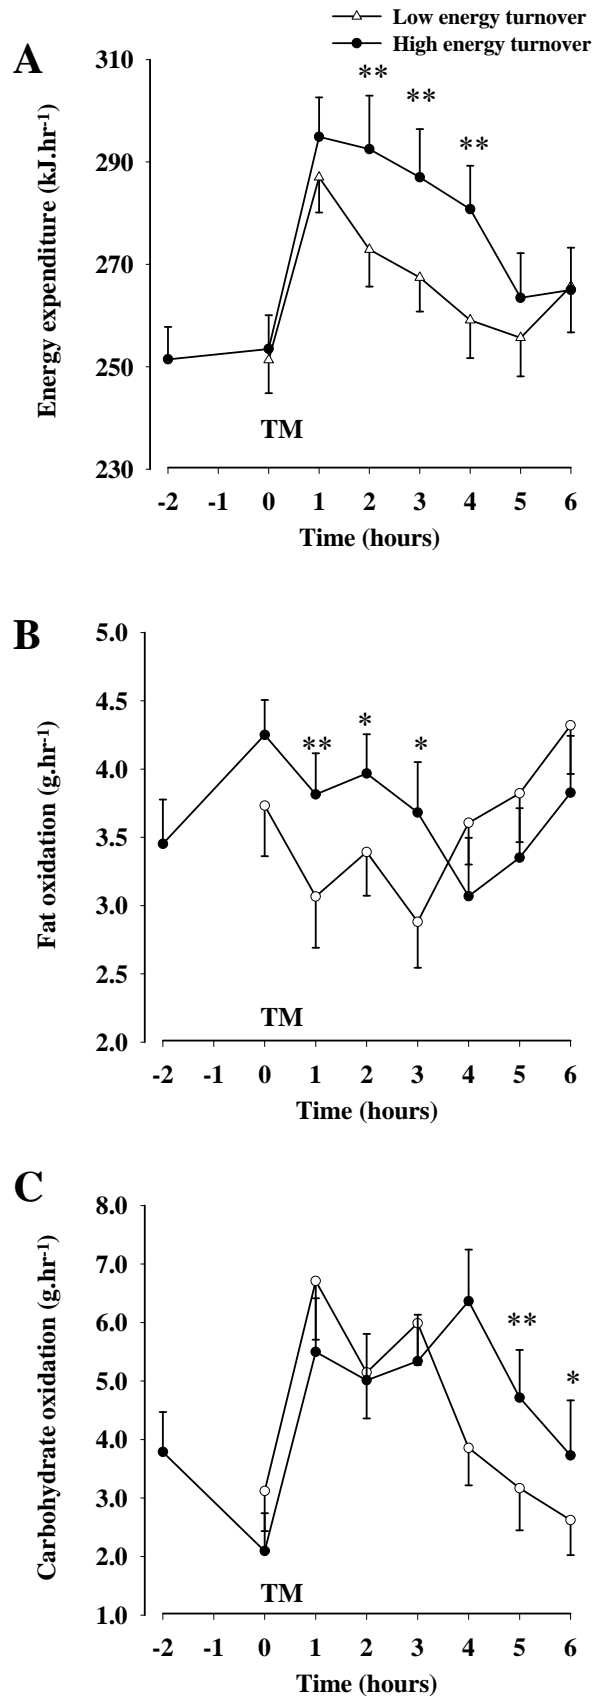 Low energy turnover
High energy turnover
A
310
290
270
250
230
Energy expenditure (kJ.hr-1)
**
**
**
TM
-2 -1 0 1 2 3 4 5 6
Time (hours)
B
5.0
4.5
4.0
3.5
3.0
2.5
2.0
Fat oxidation (g.hr-1)
**
*
*
TM
-2 -1 0 1 2 3 4 5 6
Time (hours)
C
8.0
7.0
6.0
5.0
4.0
3.0
2.0
1.0
Carbohydrate oxidation (g.hr-1)
**
*
TM
-2 -1 0 1 2 3 4 5 6
Time (hours)